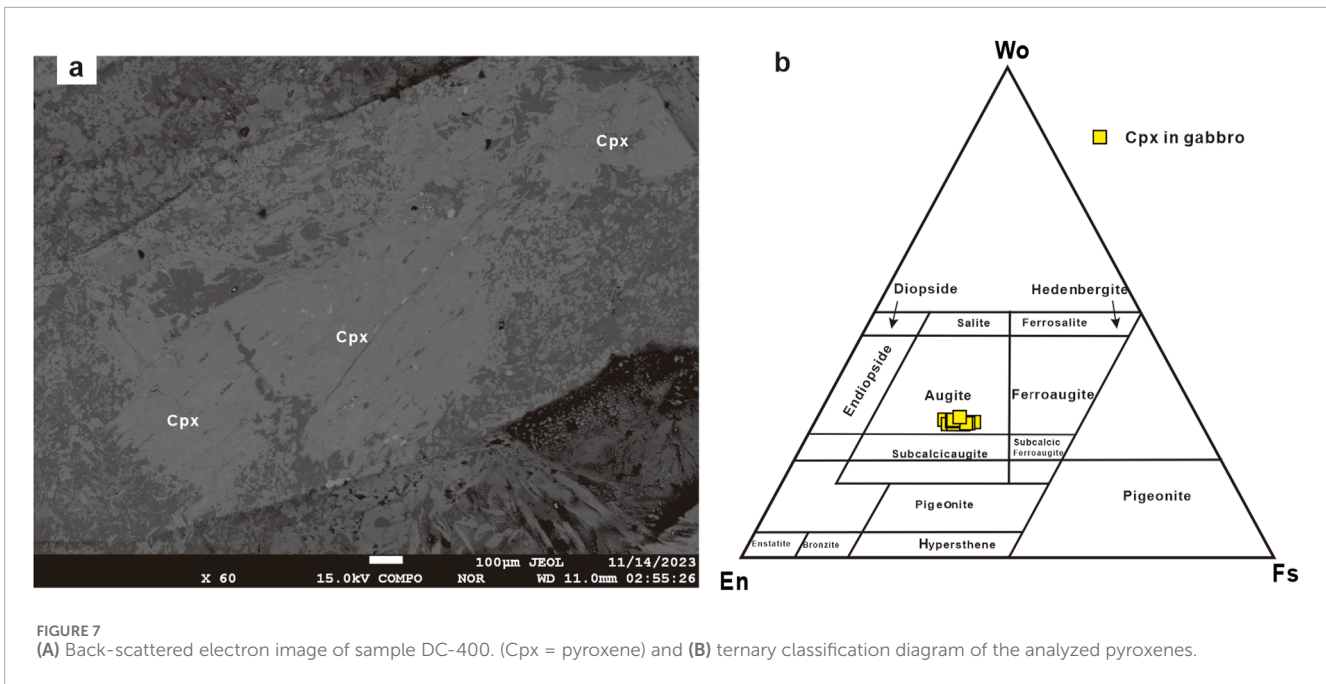 a
Cpx
Cpx
Cpx
100μm JEOL 11/14/2023
X 60 15.0kV COMPO NOR WD 11.0mm 02:55:26
b
Wo
Cpx in gabbro
Diopside
Hedenbergite
Salite
Ferrosalite
Endiopside
Augite
Ferroaugite
Subcalcicaugite
Subcalcic
Ferroaugite
Pigeonite
Pigeonite
Enstatite
Bronzite
Hypersthene
En
Fs
FIGURE 7
(A) Back-scattered electron image of sample DC-400. (Cpx = pyroxene) and (B) ternary classification diagram of the analyzed pyroxenes.